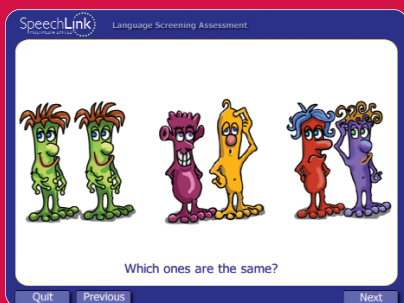 SpeechLink Language Screening Assessment
Which ones are the same?
Quit Previous Next